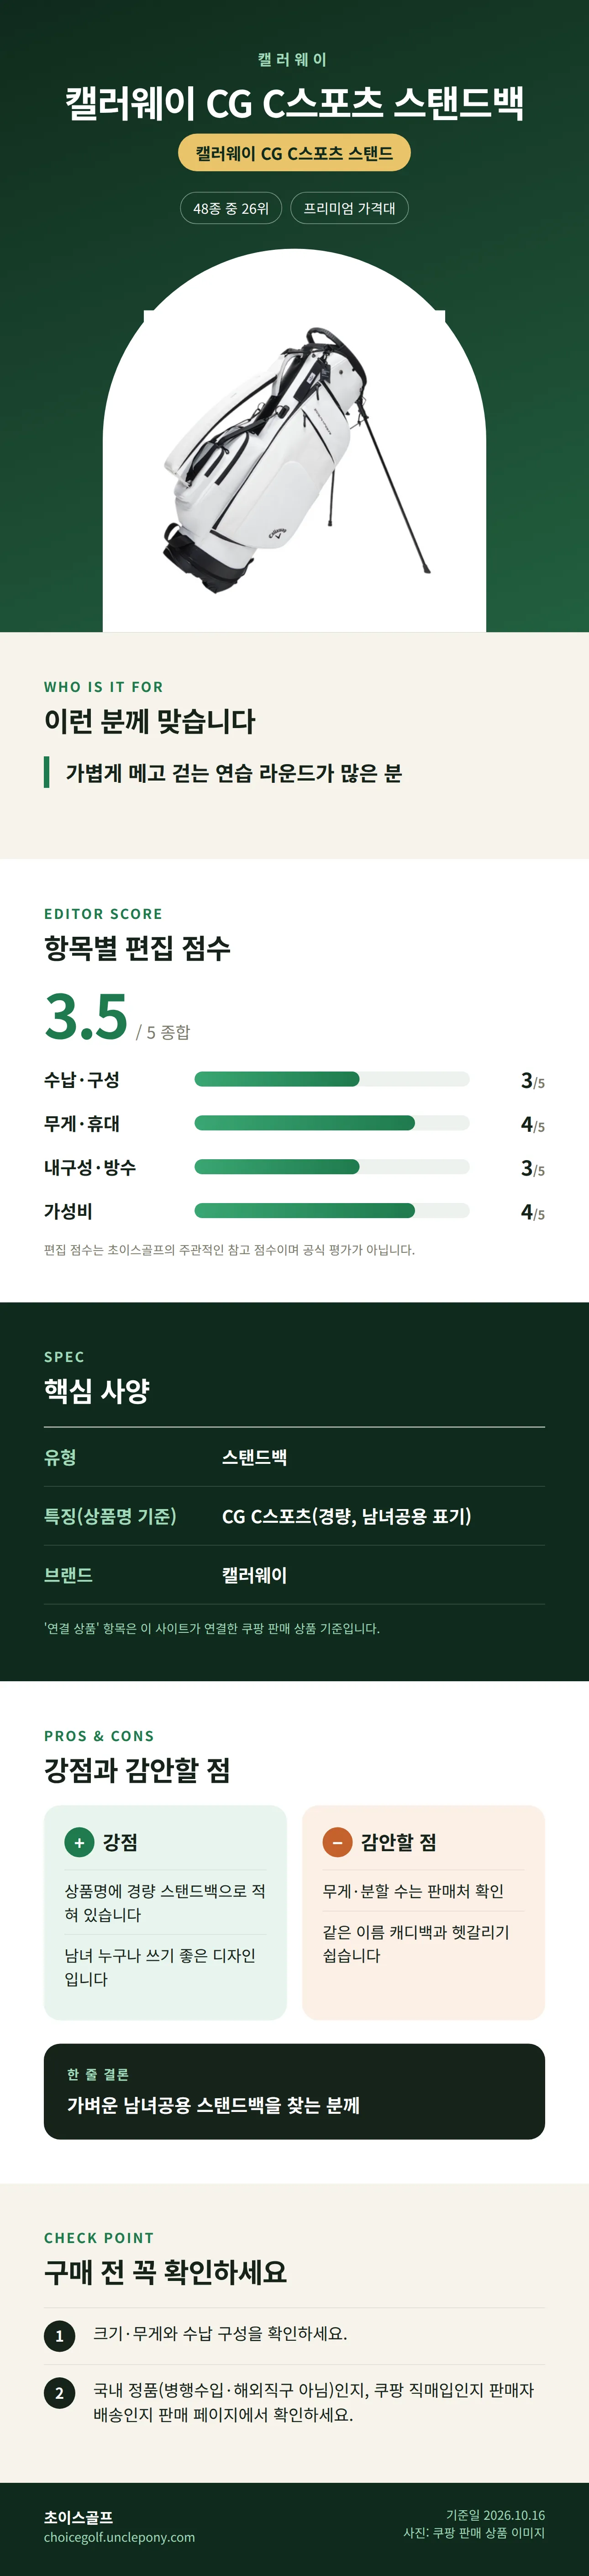 캘러웨이
캘러웨이 CG C스포츠 스탠드백
캘러웨이 CG C스포츠 스탠드
48종 중 26위
프리미엄 가격대
Callaway
WHO IS IT FOR
이런 분께 맞습니다
가볍게 메고 걷는 연습 라운드가 많은 분
EDITOR SCORE
항목별 편집 점수
3.5 / 5 종합
수납·구성 3/5
무게·휴대 4/5
내구성·방수 3/5
가성비 4/5
편집 점수는 초이스골프의 주관적인 참고 점수이며 공식 평가가 아닙니다.
SPEC
핵심 사양
유형 스탠드백
특징(상품명 기준) CG C스포츠(경량, 남녀공용 표기)
브랜드 캘러웨이
'연결 상품' 항목은 이 사이트가 연결한 쿠팡 판매 상품 기준입니다.
PROS & CONS
강점과 감안할 점
+ 강점
상품명에 경량 스탠드백으로 적
혀 있습니다
남녀 누구나 쓰기 좋은 디자인
입니다
− 감안할 점
무게·분할 수는 판매처 확인
같은 이름 캐디백과 헷갈리기
쉽습니다
한 줄 결론
가벼운 남녀공용 스탠드백을 찾는 분께
CHECK POINT
구매 전 꼭 확인하세요
1 크기·무게와 수납 구성을 확인하세요.
2 국내 정품(병행수입·해외직구 아님)인지, 쿠팡 직매입인지 판매자
배송인지 판매 페이지에서 확인하세요.
초이스골프
choicegolf.unclepony.com
기준일 2026.10.16
사진: 쿠팡 판매 상품 이미지